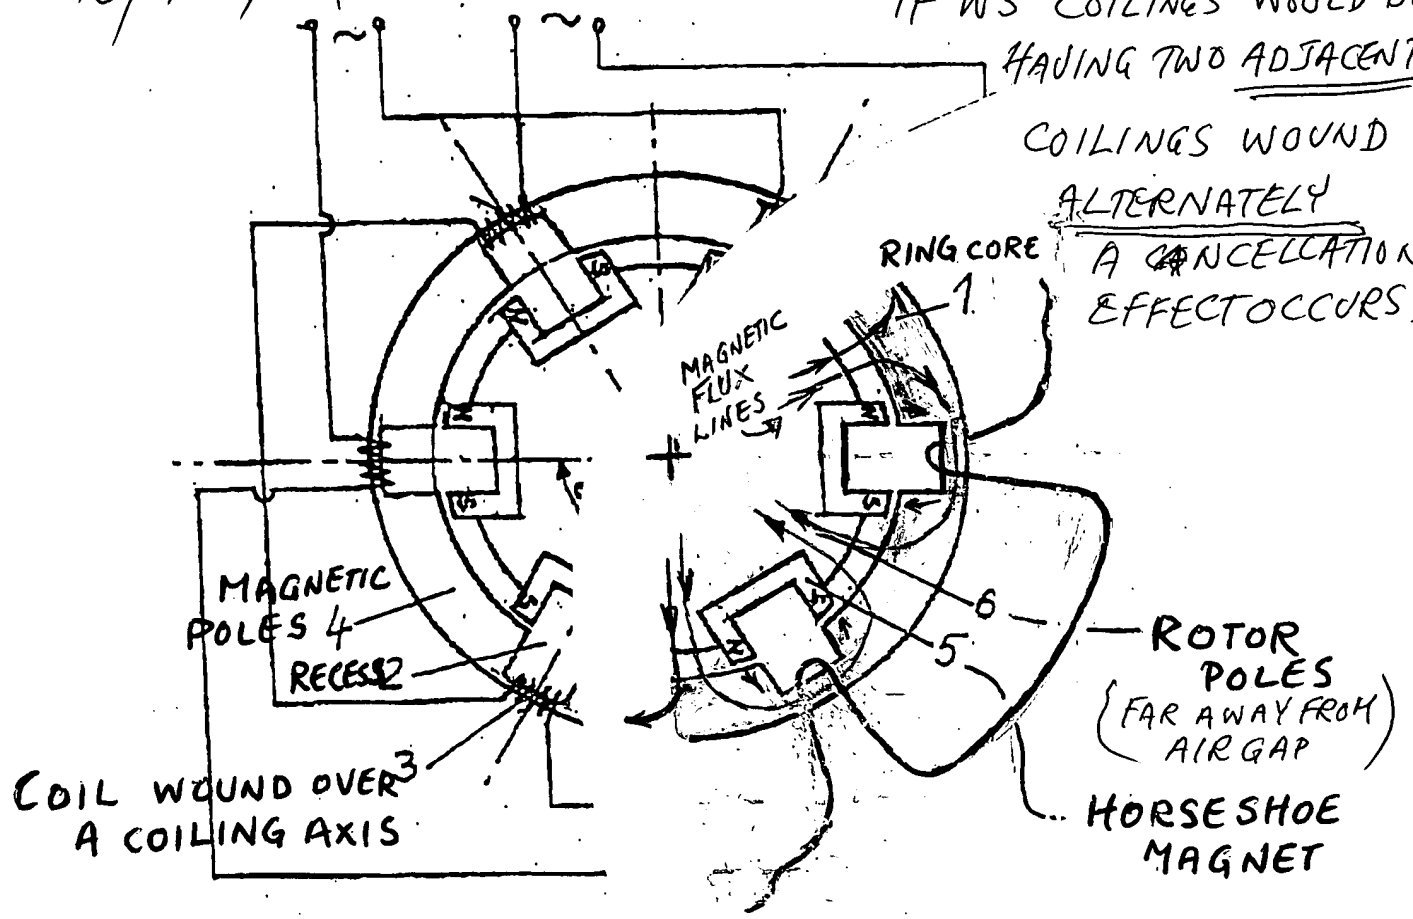 IF WS COILINGS WOULD
HAVING TWO ADJACENT
COILINGS WOUND
ALTERNATELY
A CANCELLATION
EFFECT OCCURS.
RING CORE
1
MAGNETIC
FLUX
LINES
S
N
N
S
N
S
S
N
MAGNETIC
POLES 4
RECESS 2
3
COIL WOUND OVER
A COILING AXIS
6
5
ROTOR
POLES
(FAR AWAY FROM
AIR GAP)
HORSE SHOE
MAGNET